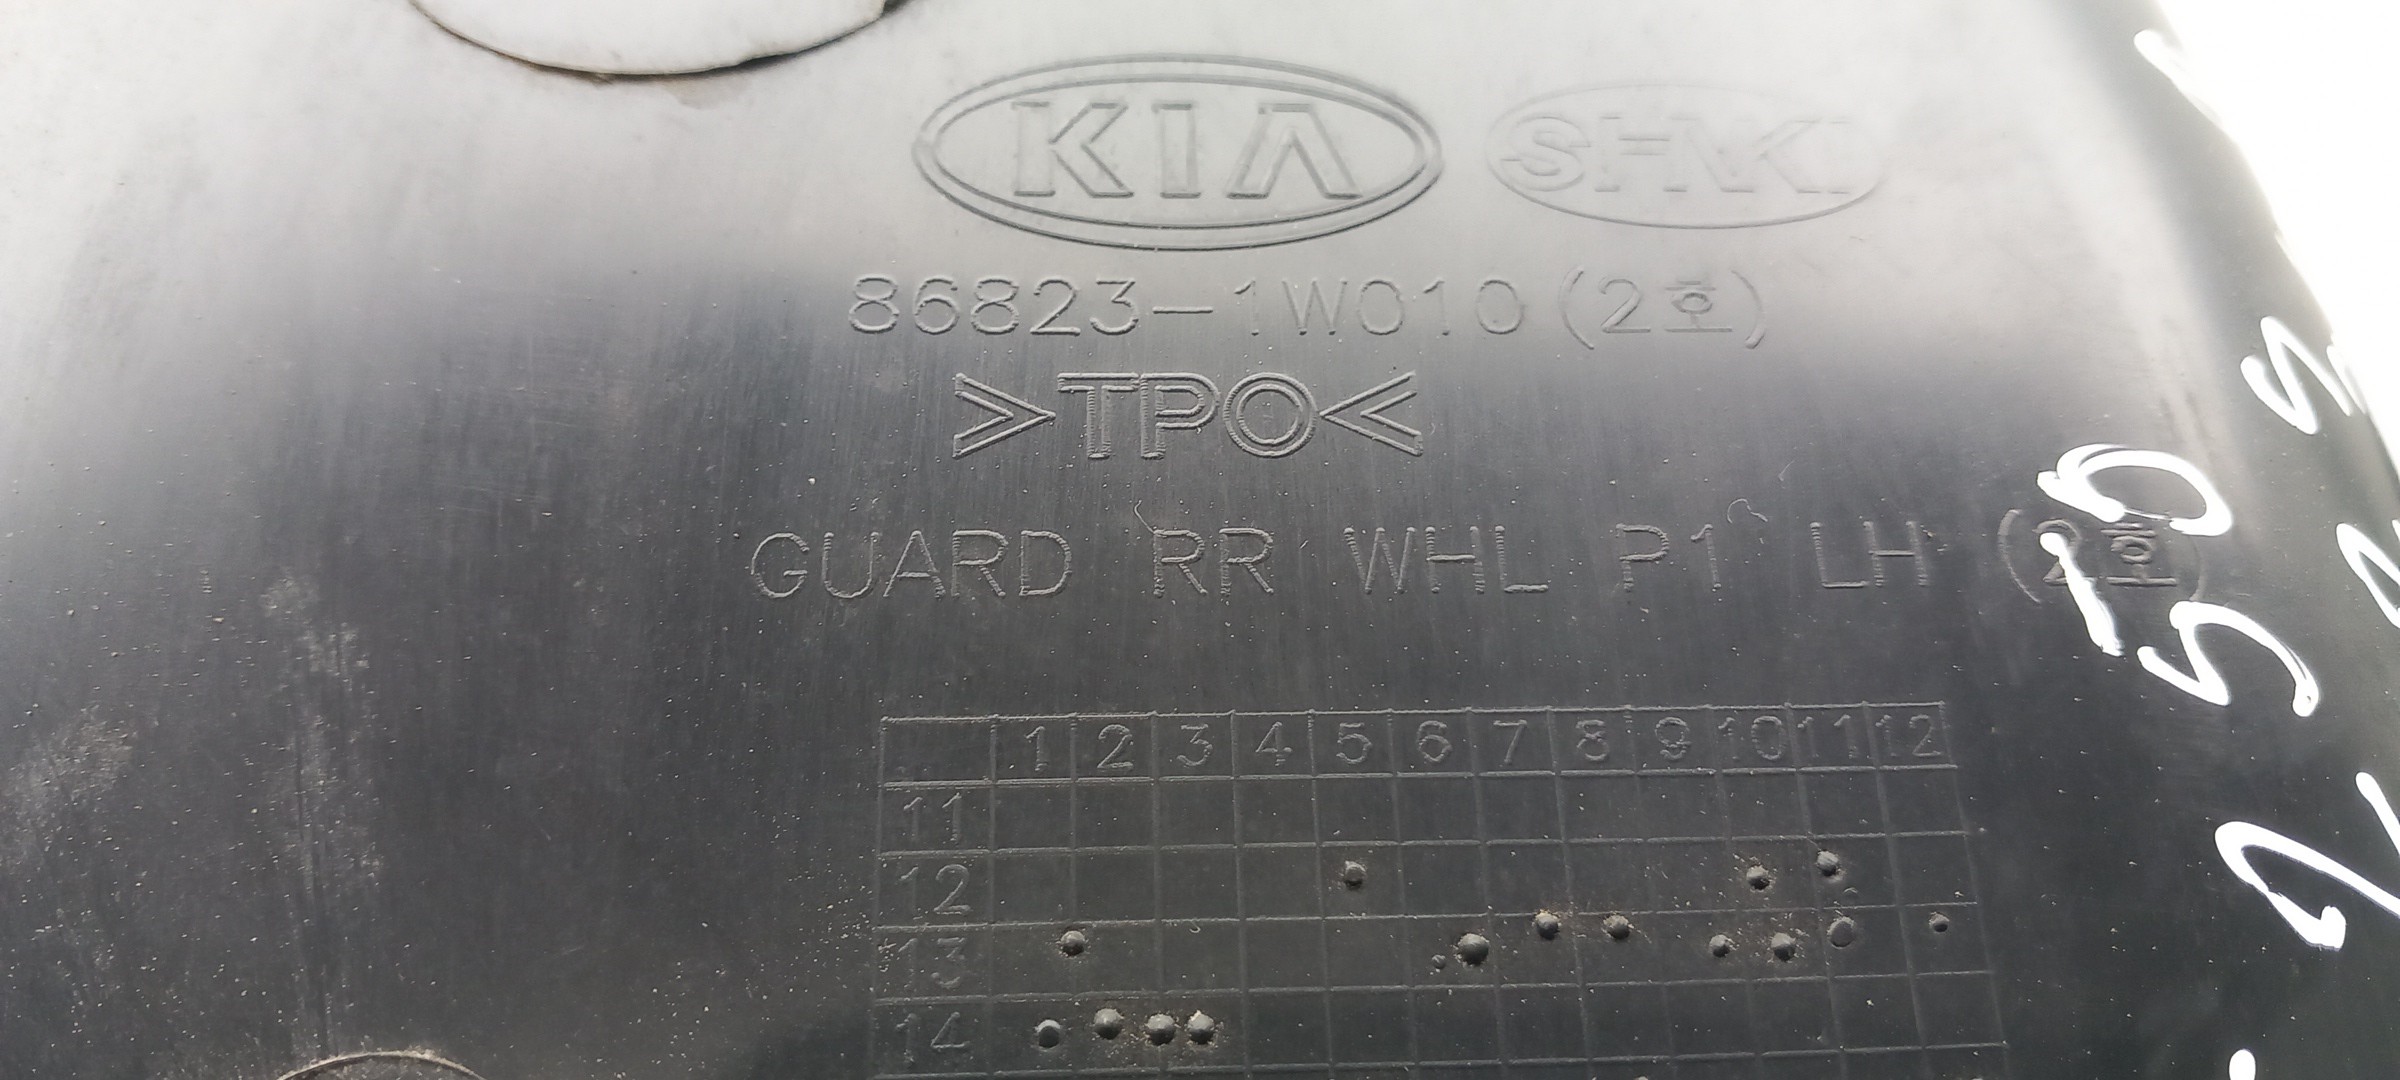 KIA
86823-1W010 (2호)
>TPO<
GUARD RR WHL P1 LH (2호)
1 2 3 4 5 6 7 8 9 10 11 12
11
12
13
14